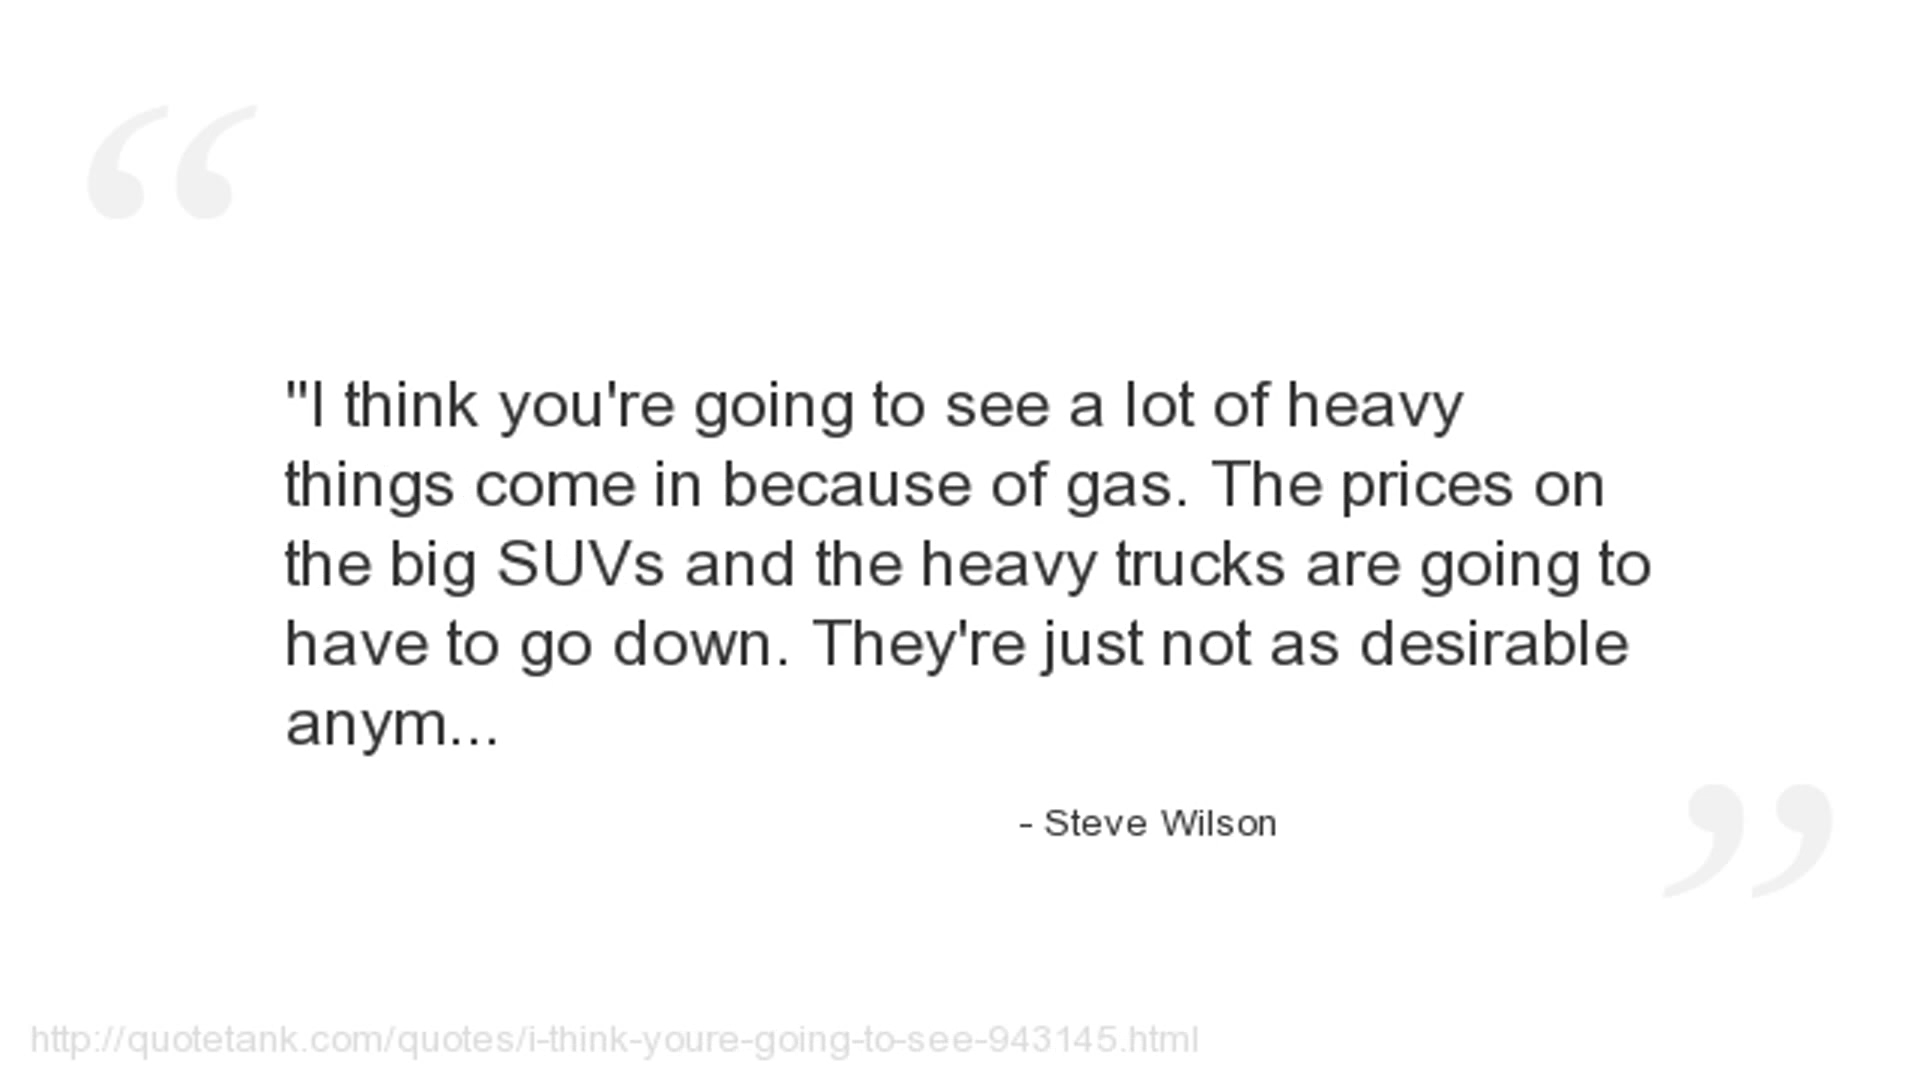 "I think you're going to see a lot of heavy
things come in because of gas. The prices on
the big SUVs and the heavy trucks are going to
have to go down. They're just not as desirable
anym...
- Steve Wilson
http://quotetank.com/quotes/i-think-youre-going-to-see-943145.html